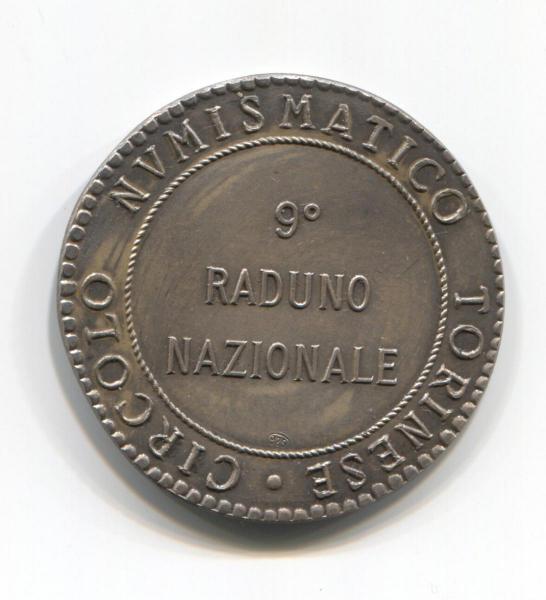 CIRCOLO NVMISMATICO TORINESE •
9°
RADUNO
NAZIONALE